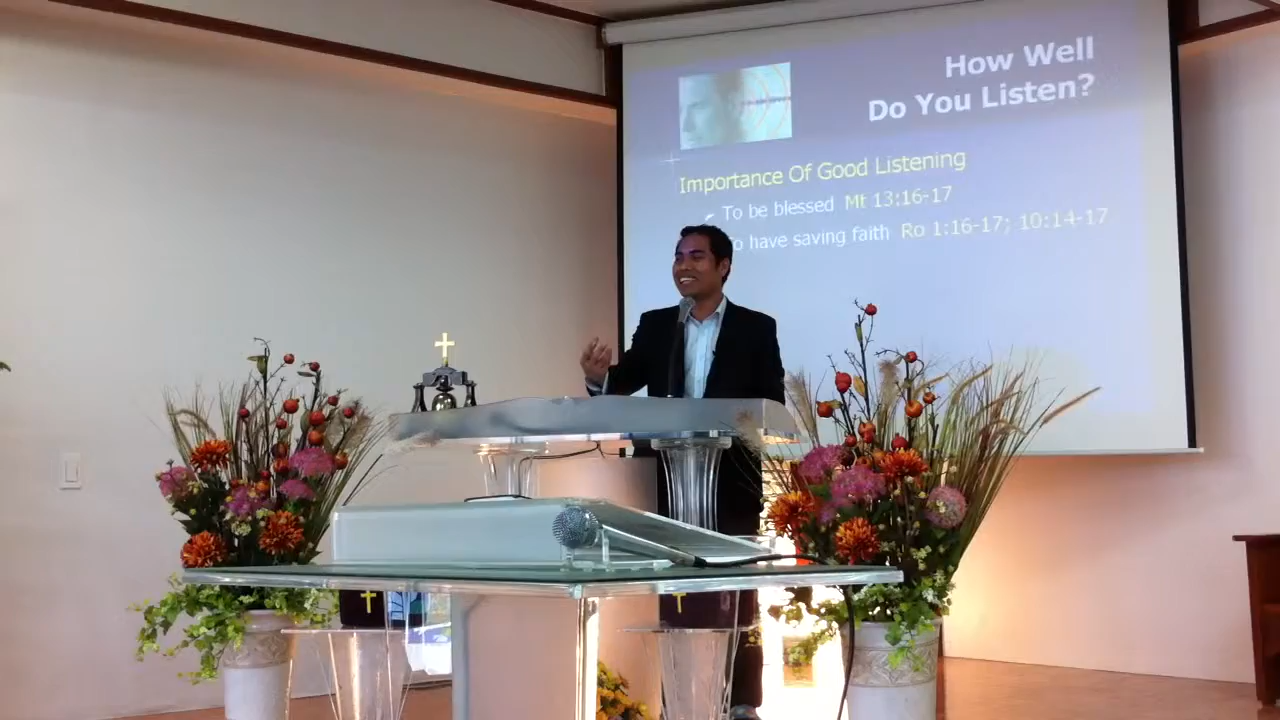 How Well
Do You Listen?
Importance Of Good Listening
To be blessed Mt 13:16-17
To have saving faith Ro 1:16-17; 10:14-17